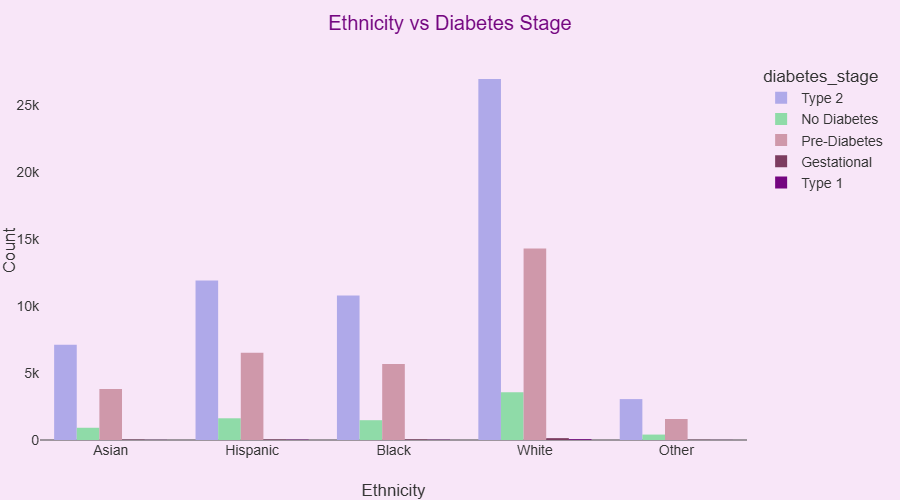 Ethnicity vs Diabetes Stage
diabetes_stage
Type 2
No Diabetes
Pre-Diabetes
Gestational
Type 1
Count
25k
20k
15k
10k
5k
0
Asian
Hispanic
Black
White
Other
Ethnicity